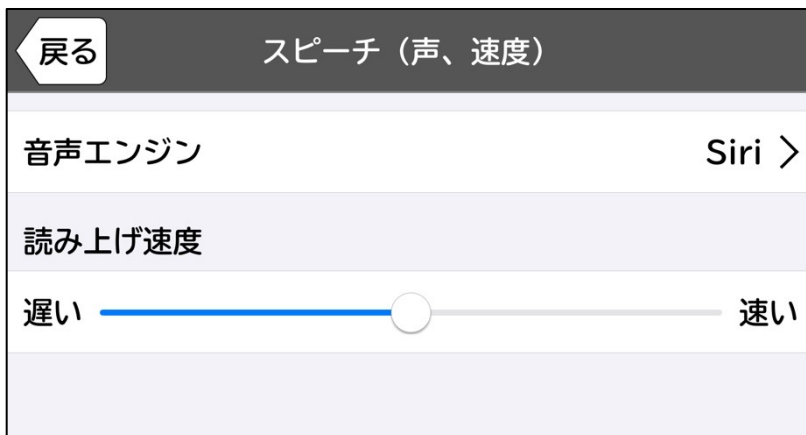 戻る
スピーチ（声、速度）
音声エンジン
Siri
読み上げ速度
遅い
速い